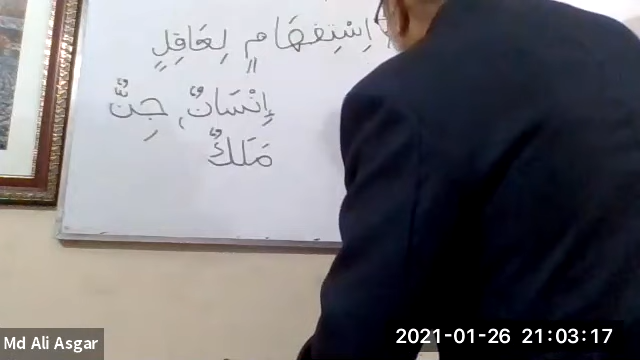 اِسْتِفْهَامٍ لِعَاقِلٍ
اِنْسَانٌ، جِنٌّ
مَلَكٌ
Md Ali Asgar
2021-01-26 21:03:17